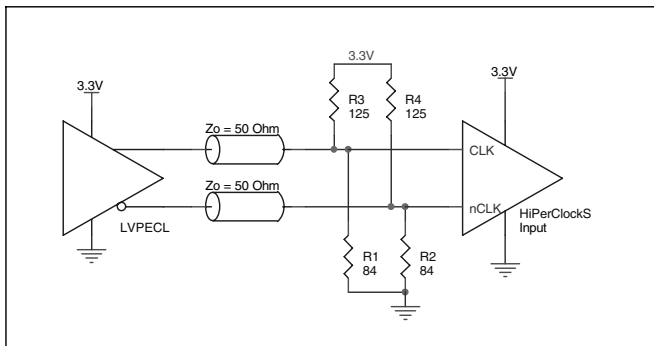 3.3V
3.3V
3.3V
R3
125
R4
125
Zo = 50 Ohm
CLK
Zo = 50 Ohm
nCLK
HiPerClockS
Input
LVPECL
R1
84
R2
84